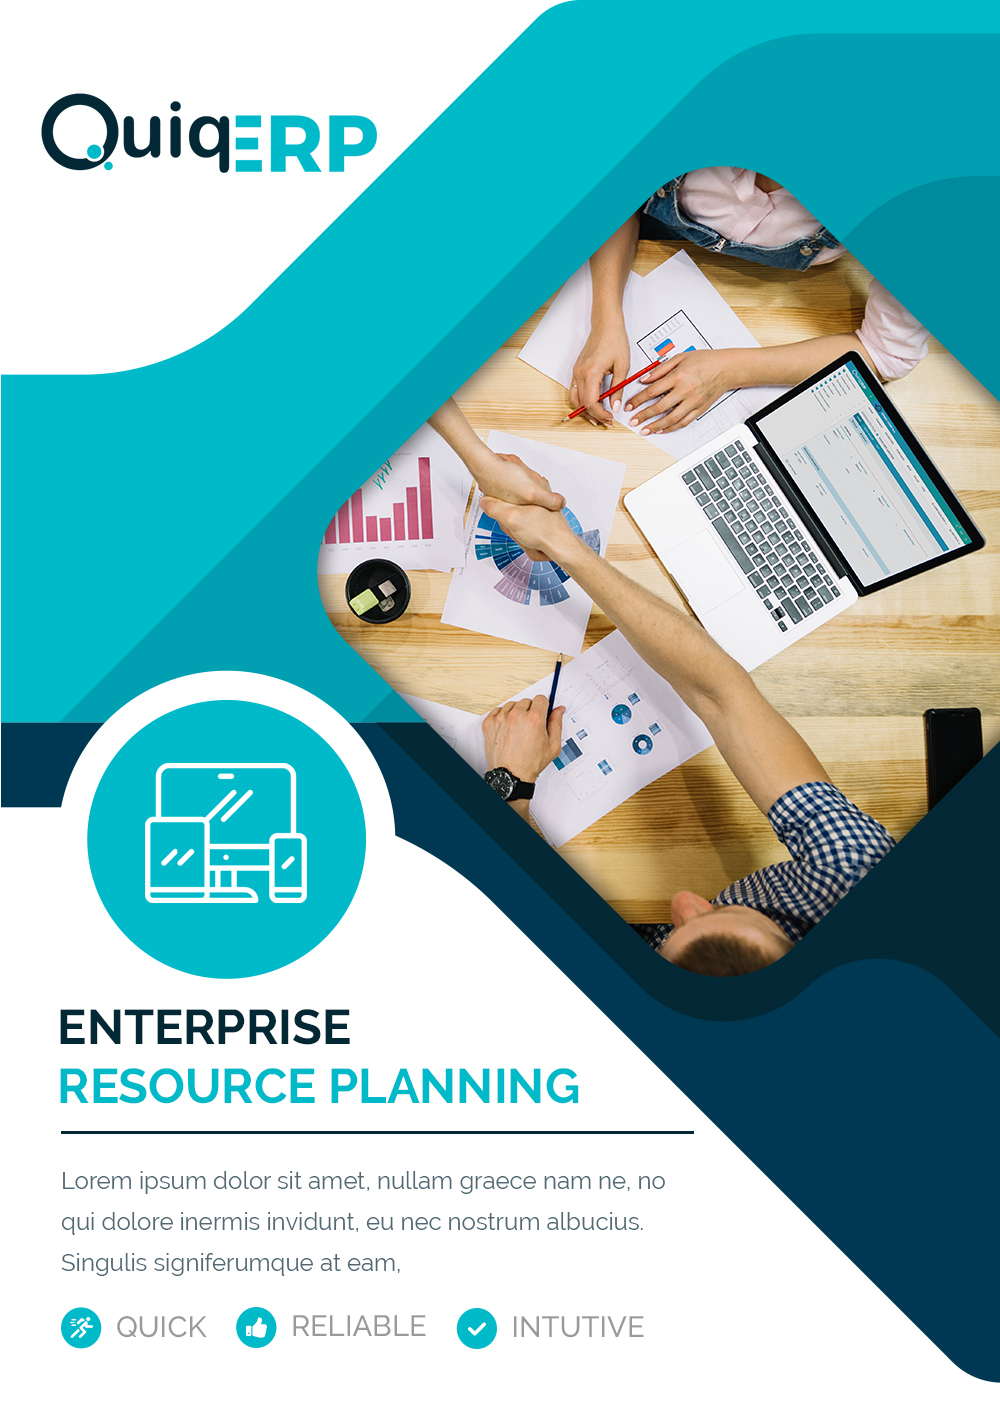 QuiqERP
ENTERPRISE
RESOURCE PLANNING
Lorem ipsum dolor sit amet, nullam graece nam ne, no
qui dolore inermis invidunt, eu nec nostrum albucius.
Singulis signiferumque at eam,
QUICK RELIABLE INTUTIVE